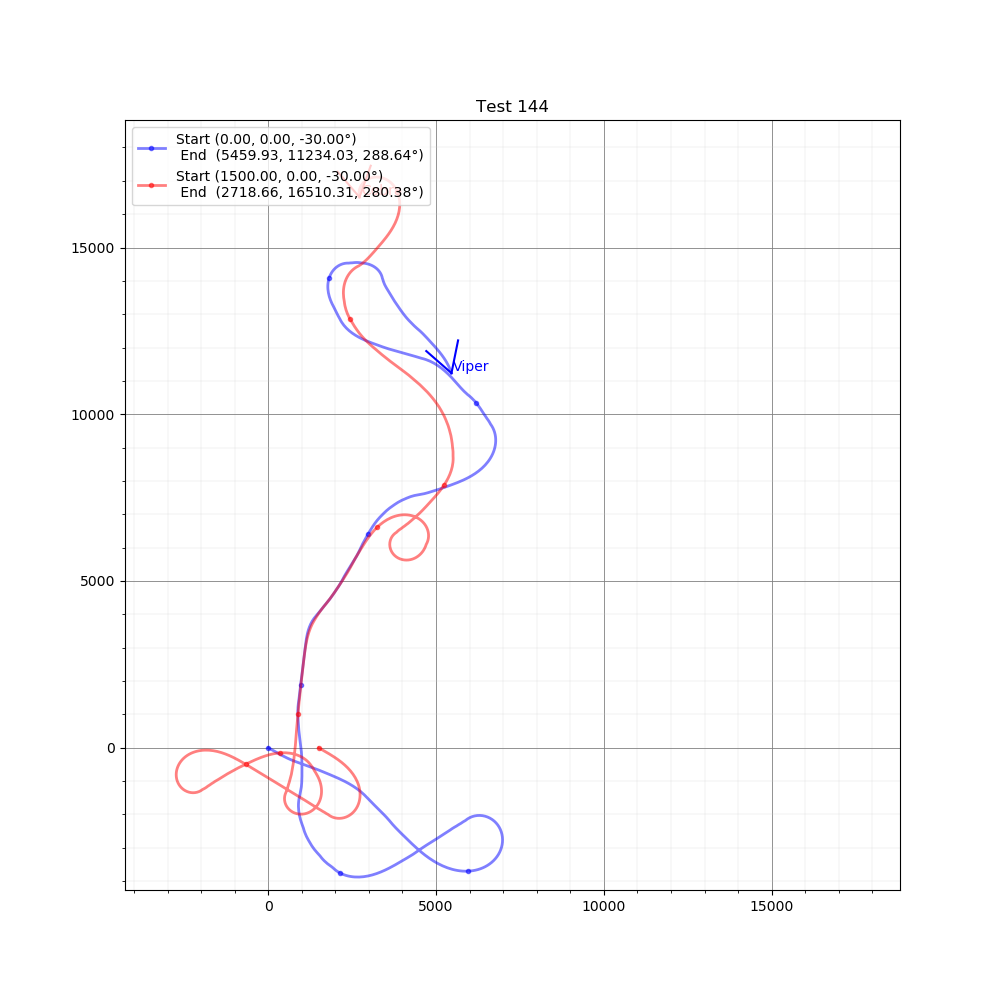 Test 144
Start (0.00, 0.00, -30.00°)
End (5459.93, 11234.03, 288.64°)
Start (1500.00, 0.00, -30.00°)
End (2718.66, 16510.31, 280.38°)
15000
10000
5000
0
Viper
0
5000
10000
15000